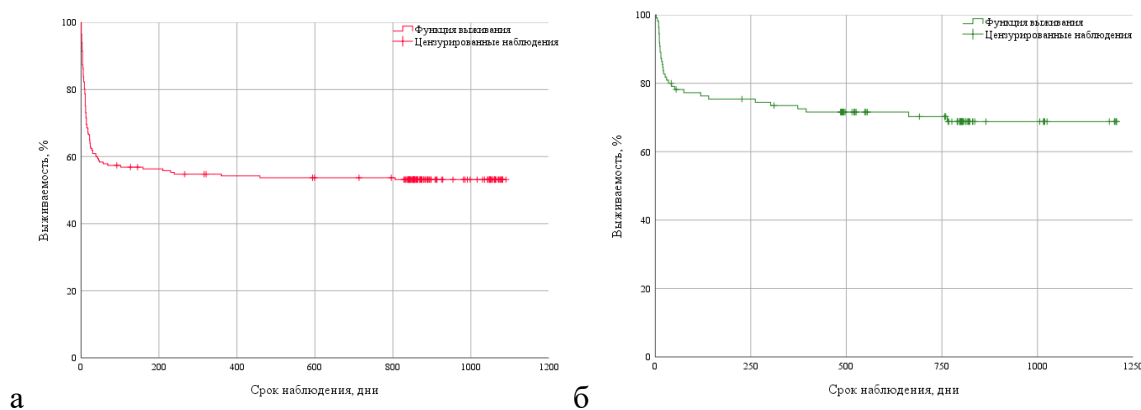 Функция выживания
Цензурированные наблюдения
Выживаемость, %
100
80
60
40
20
0
0 200 400 600 800 1000 1200
Срок наблюдения, дни
а
Функция выживания
Цензурированные наблюдения
Выживаемость, %
100
80
60
40
20
0
0 500 750 1000 1250
Срок наблюдения, дни
б